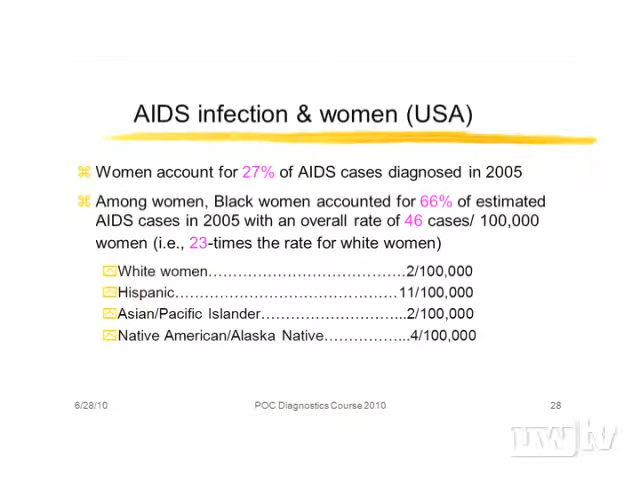 AIDS infection & women (USA)
Women account for 27% of AIDS cases diagnosed in 2005
Among women, Black women accounted for 66% of estimated
AIDS cases in 2005 with an overall rate of 46 cases/ 100,000
women (i.e., 23-times the rate for white women)
White women…………………………………..2/100,000
Hispanic………………………………………11/100,000
Asian/Pacific Islander………………………...2/100,000
Native American/Alaska Native……………...4/100,000
6/28/10 POC Diagnostics Course 2010 28
uwtv